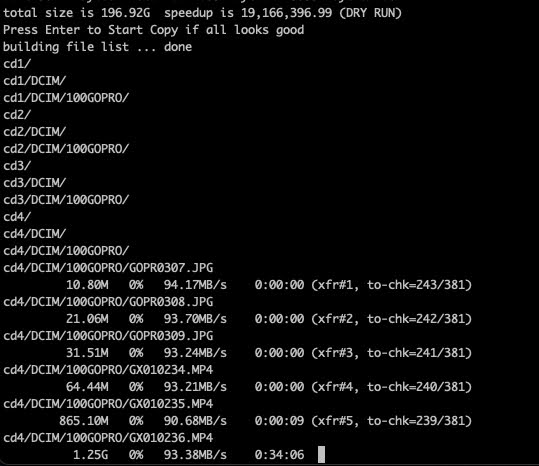 total size is 196.92G  speedup is 19,166,396.99 (DRY RUN)
Press Enter to Start Copy if all looks good
building file list ... done
cd1/
cd1/DCIM/
cd1/DCIM/100GOPRO/
cd2/
cd2/DCIM/
cd2/DCIM/100GOPRO/
cd3/
cd3/DCIM/
cd3/DCIM/100GOPRO/
cd4/
cd4/DCIM/
cd4/DCIM/100GOPRO/
cd4/DCIM/100GOPRO/GOPR0307.JPG
         10.80M   0%   94.17MB/s    0:00:00 (xfr#1, to-chk=243/381)
cd4/DCIM/100GOPRO/GOPR0308.JPG
         21.06M   0%   93.70MB/s    0:00:00 (xfr#2, to-chk=242/381)
cd4/DCIM/100GOPRO/GOPR0309.JPG
         31.51M   0%   93.24MB/s    0:00:00 (xfr#3, to-chk=241/381)
cd4/DCIM/100GOPRO/GX010234.MP4
         64.44M   0%   93.21MB/s    0:00:00 (xfr#4, to-chk=240/381)
cd4/DCIM/100GOPRO/GX010235.MP4
        865.10M   0%   90.68MB/s    0:00:09 (xfr#5, to-chk=239/381)
cd4/DCIM/100GOPRO/GX010236.MP4
          1.25G   0%   93.38MB/s    0:34:06